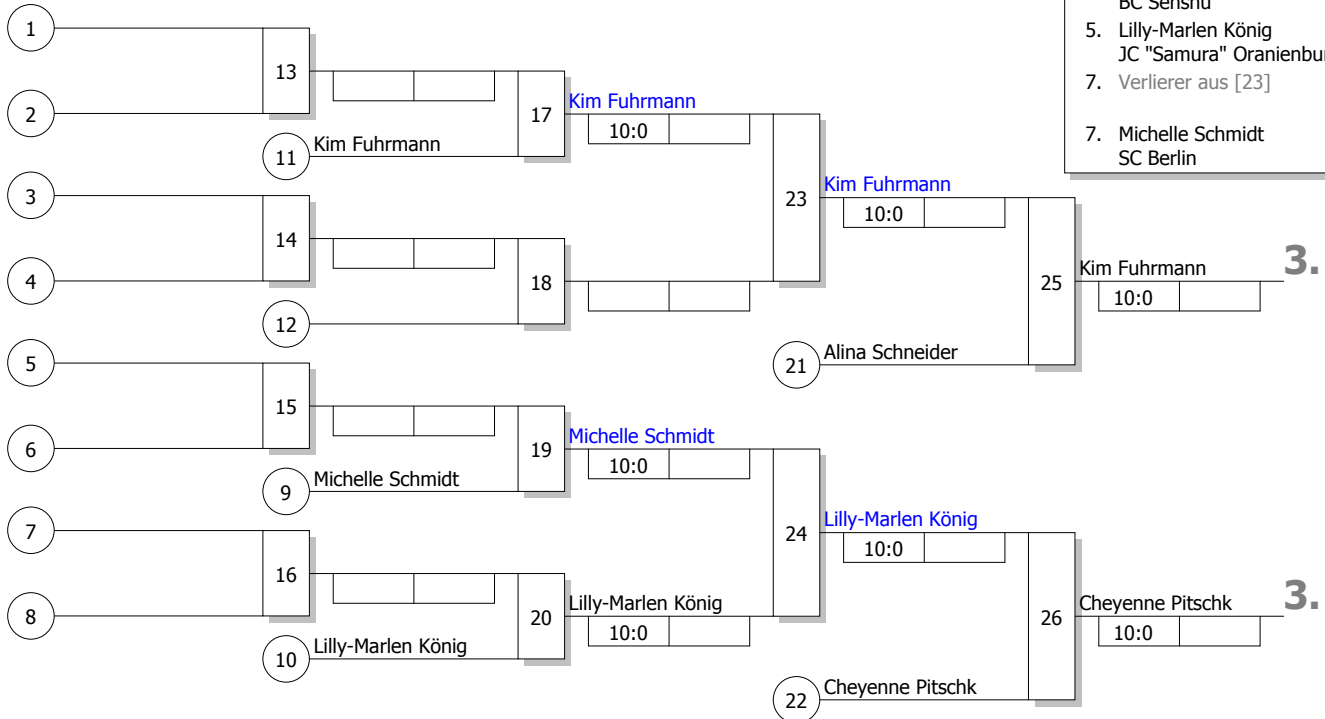 BC Senshu
5. Lilly-Marlen König
JC "Samura" Oranienbur
7. Verlierer aus [23]
7. Michelle Schmidt
SC Berlin
1
13
2
17
Kim Fuhrmann
10:0
11
Kim Fuhrmann
3
23
Kim Fuhrmann
10:0
14
4
18
25
Kim Fuhrmann
10:0
3.
12
21
Alina Schneider
5
15
6
19
Michelle Schmidt
10:0
9
Michelle Schmidt
7
24
Lilly-Marlen König
10:0
16
8
20
Lilly-Marlen König
10:0
26
Cheyenne Pitschk
10:0
3.
10
Lilly-Marlen König
22
Cheyenne Pitschk